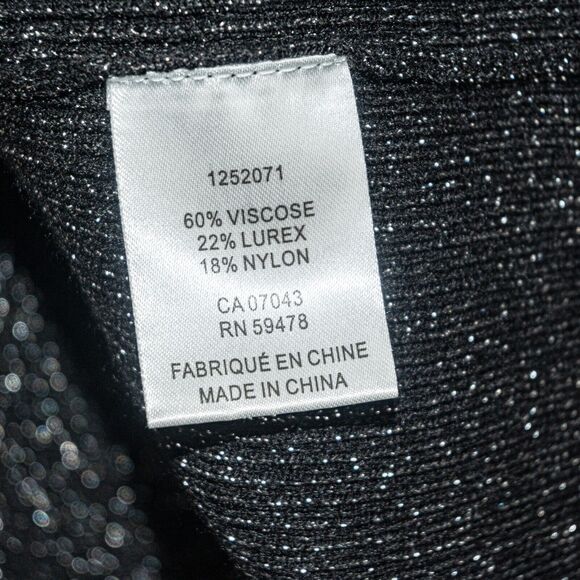 1252071
60% VISCOSE
22% LUREX
18% NYLON
CA 07043
RN 59478
FABRIQUÉ EN CHINE
MADE IN CHINA